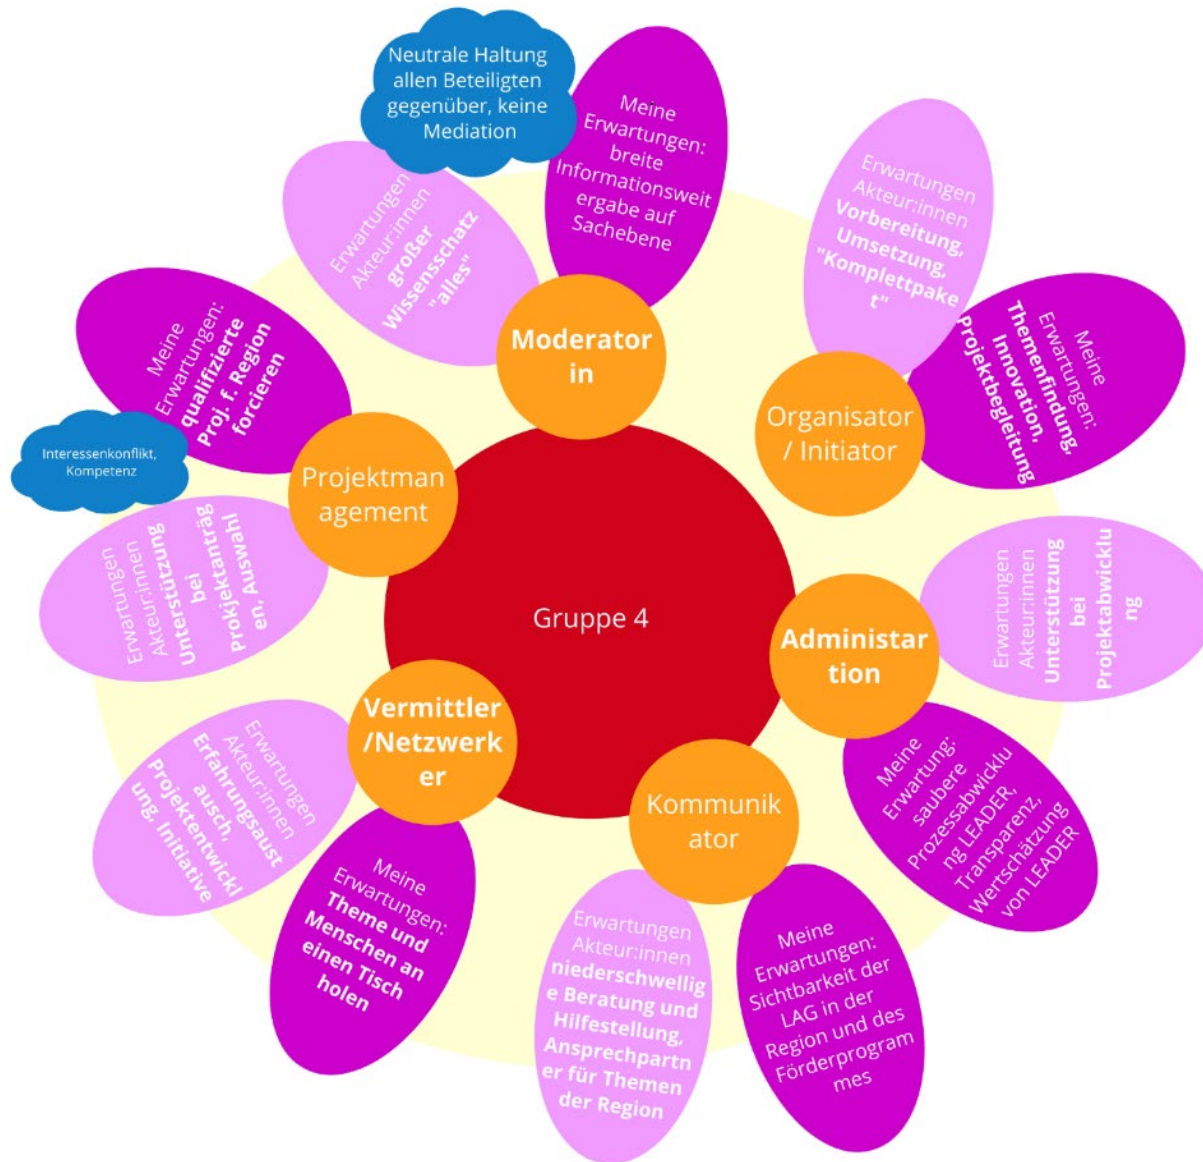 Neutrale Haltung
allen Beteiligten
gegenüber, keine
Mediation
Meine
Erwartungen:
breite
Informationsweit
ergabe auf
Sachebene
Erwartungen
Akteur:innen
großer
Wissensschatz
"alles"
Moderator
in
Erwartungen
Akteur:innen
Vorbereitung,
Umsetzung,
"Komplettpake
t"
Meine
Erwartungen:
Themenfindung,
Innovation,
Projektbegleitung
Organisator
/ Initiator
Meine
Erwartungen:
qualifizierte
Proj. f. Region
forcieren
Interessenkonflikt,
Kompetenz
Projektman
agement
Erwartungen
Akteur:innen
Unterstützung
bei
Projektanträg
en, Auswahl
Gruppe 4
Erwartungen
Akteur:innen
Unterstützung
bei
Projektabwicklu
ng
Administar
tion
Meine
Erwartung:
saubere
Prozessabwicklu
ng LEADER,
Transparenz,
Wertschätzung
von LEADER
Vermittler
/Netzwerk
er
Erwartungen
Akteur:innen
Erfahrungsaust
ausch,
Projektentwickl
ung, Initiative
Meine
Erwartungen:
Theme und
Menschen an
einen Tisch
holen
Kommunik
ator
Erwartungen
Akteur:innen
niederschwellig
e Beratung und
Hilfestellung,
Ansprechpartn
er für Themen
der Region
Meine
Erwartungen:
Sichtbarkeit der
LAG in der
Region und des
Förderprogram
mes